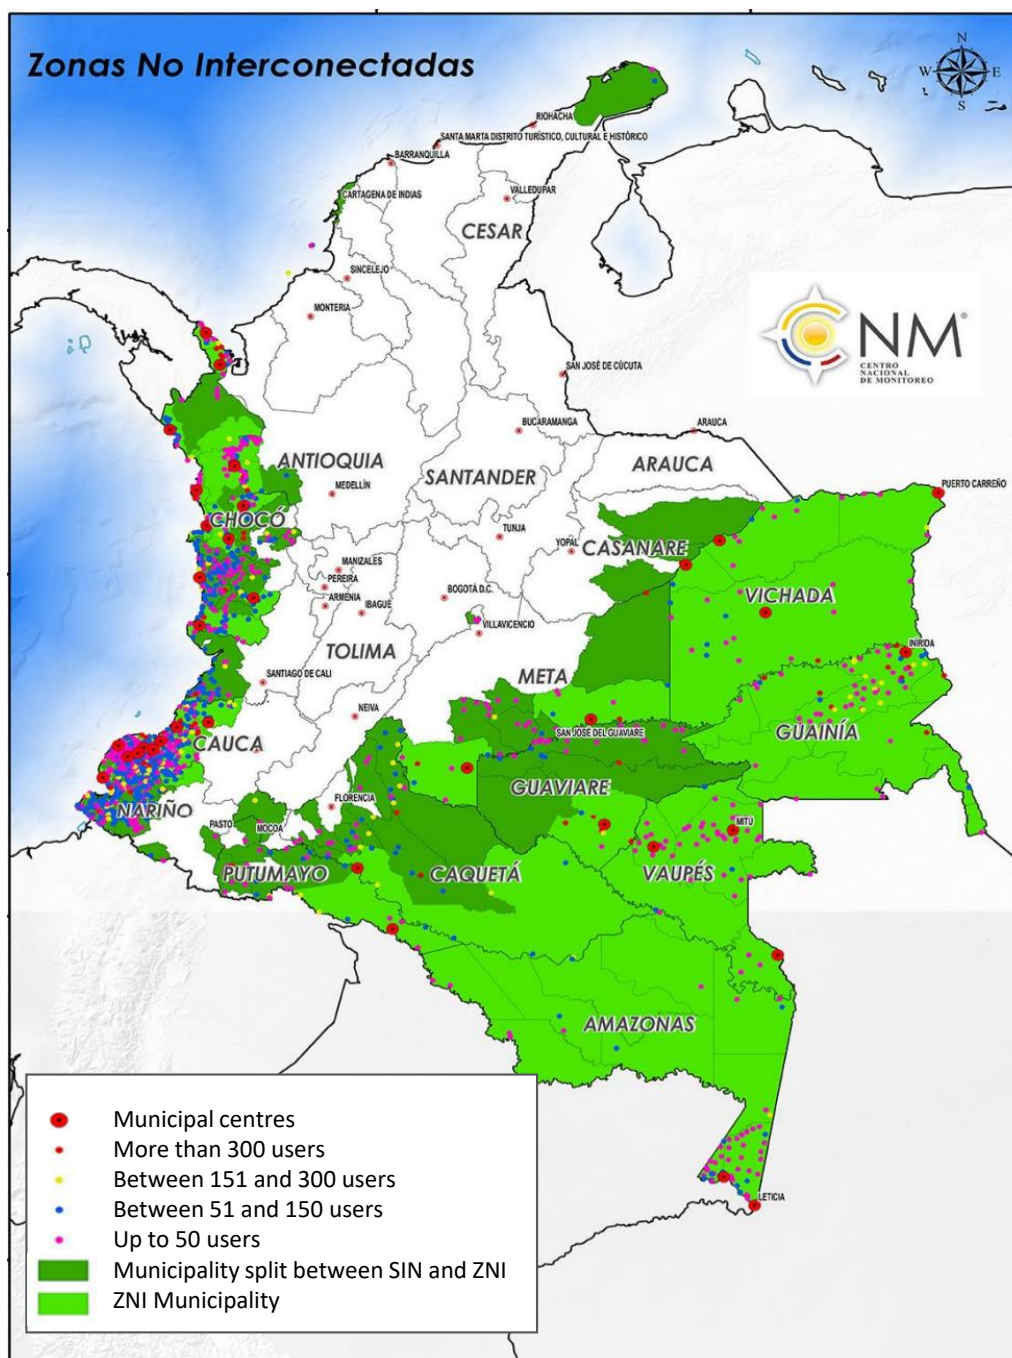 Zonas No Interconectadas
N
W
E
S
RIOHACHA
SANTA MARTA DISTRITO TURÍSTICO, CULTURAL E HISTÓRICO
BARRANQUILLA
CARTAGENA DE INDIAS
VALLEDUPAR
CESAR
SINCELEJO
MONTERIA
NM
CENTRO
NACIONAL
DE MONITOREO
SAN JOSÉ DE CÚCUTA
BUCARAMANGA
ARAUCA
ANTIOQUIA
SANTANDER
ARAUCA
MEDELLÍN
PUERTO CARREÑO
CHOCÓ
TUNJA
YOPAL
CASANARE
MANIZALES
PEREIRA
ARMENIA
IBAGUÉ
BOGOTÁ D.C.
VICHADA
VILLAVICENCIO
TOLIMA
INÍRIDA
SANTIAGO DE CALI
META
NEIVA
SAN JOSÉ DEL GUAVIARE
GUAINÍA
CAUCA
GUAVIARE
FLORENCIA
NARIÑO
PASTO
MOCOA
MITÚ
PUTUMAYO
CAQUETÁ
VAUPÉS
AMAZONAS
LETICIA
Municipal centres
More than 300 users
Between 151 and 300 users
Between 51 and 150 users
Up to 50 users
Municipality split between SIN and ZNI
ZNI Municipality